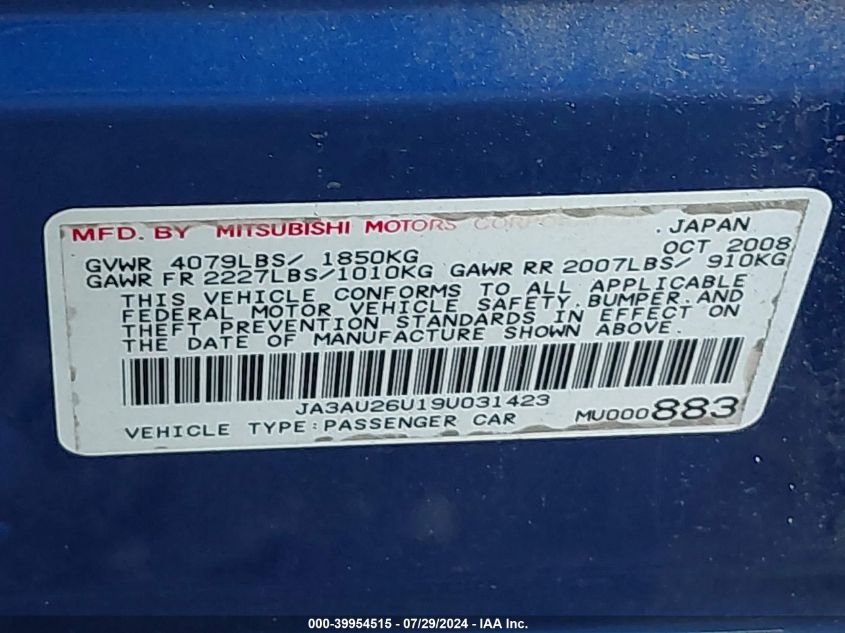 MFD. BY MITSUBISHI MOTORS CORPORATION . JAPAN
OCT 2008
GVWR 4079LBS/ 1850KG
GAWR FR 2227LBS/1010KG GAWR RR 2007LBS/ 910KG
THIS VEHICLE CONFORMS TO ALL APPLICABLE
FEDERAL MOTOR VEHICLE SAFETY,BUMPER,AND
THEFT PREVENTION STANDARDS IN EFFECT ON
THE DATE OF MANUFACTURE SHOWN ABOVE.
JA3AU26U19U031423
VEHICLE TYPE:PASSENGER CAR MU000883
000-39954515 - 07/29/2024 - IAA Inc.